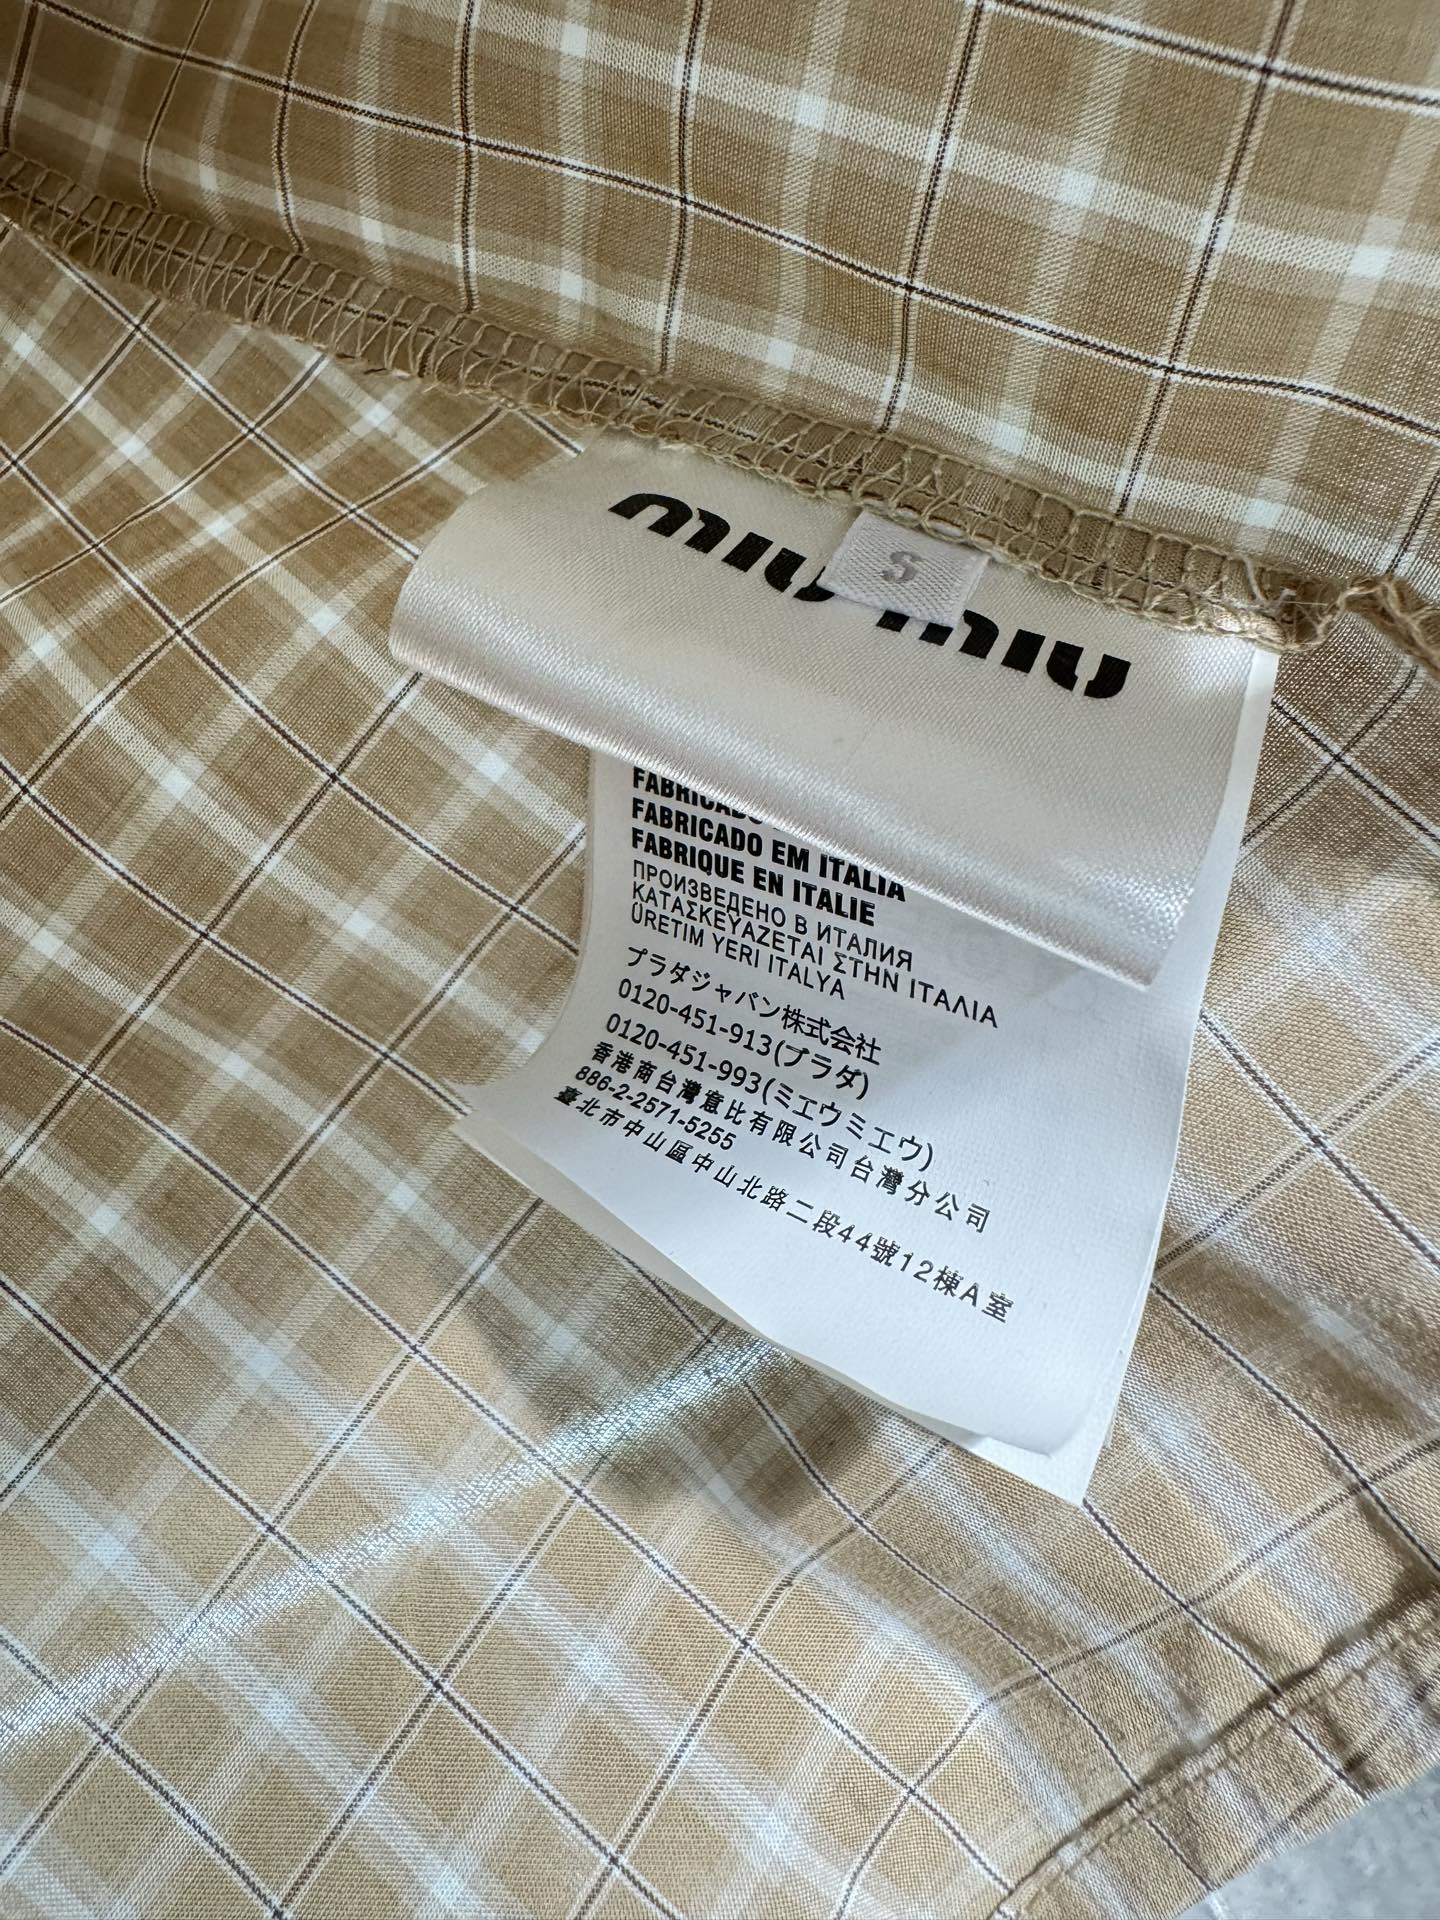 miu miu
S
FABRICADO
FABRICADO EM ITALIA
FABRIQUE EN ITALIE
ПРОИЗВЕДЕНО В ИТАЛИЯ
ΚΑΤΑΣΚΕΥΑΖΕΤΑΙ ΣΤΗΝ ΙΤΑΛΙΑ
ÜRETIM YERI ITALYA
プラダジャパン株式会社
0120-451-913(プラダ)
0120-451-993(ミエウミエウ)
香港商台灣意比有限公司台灣分公司
886-2-2571-5255
臺北市中山區中山北路二段44號12棟A室